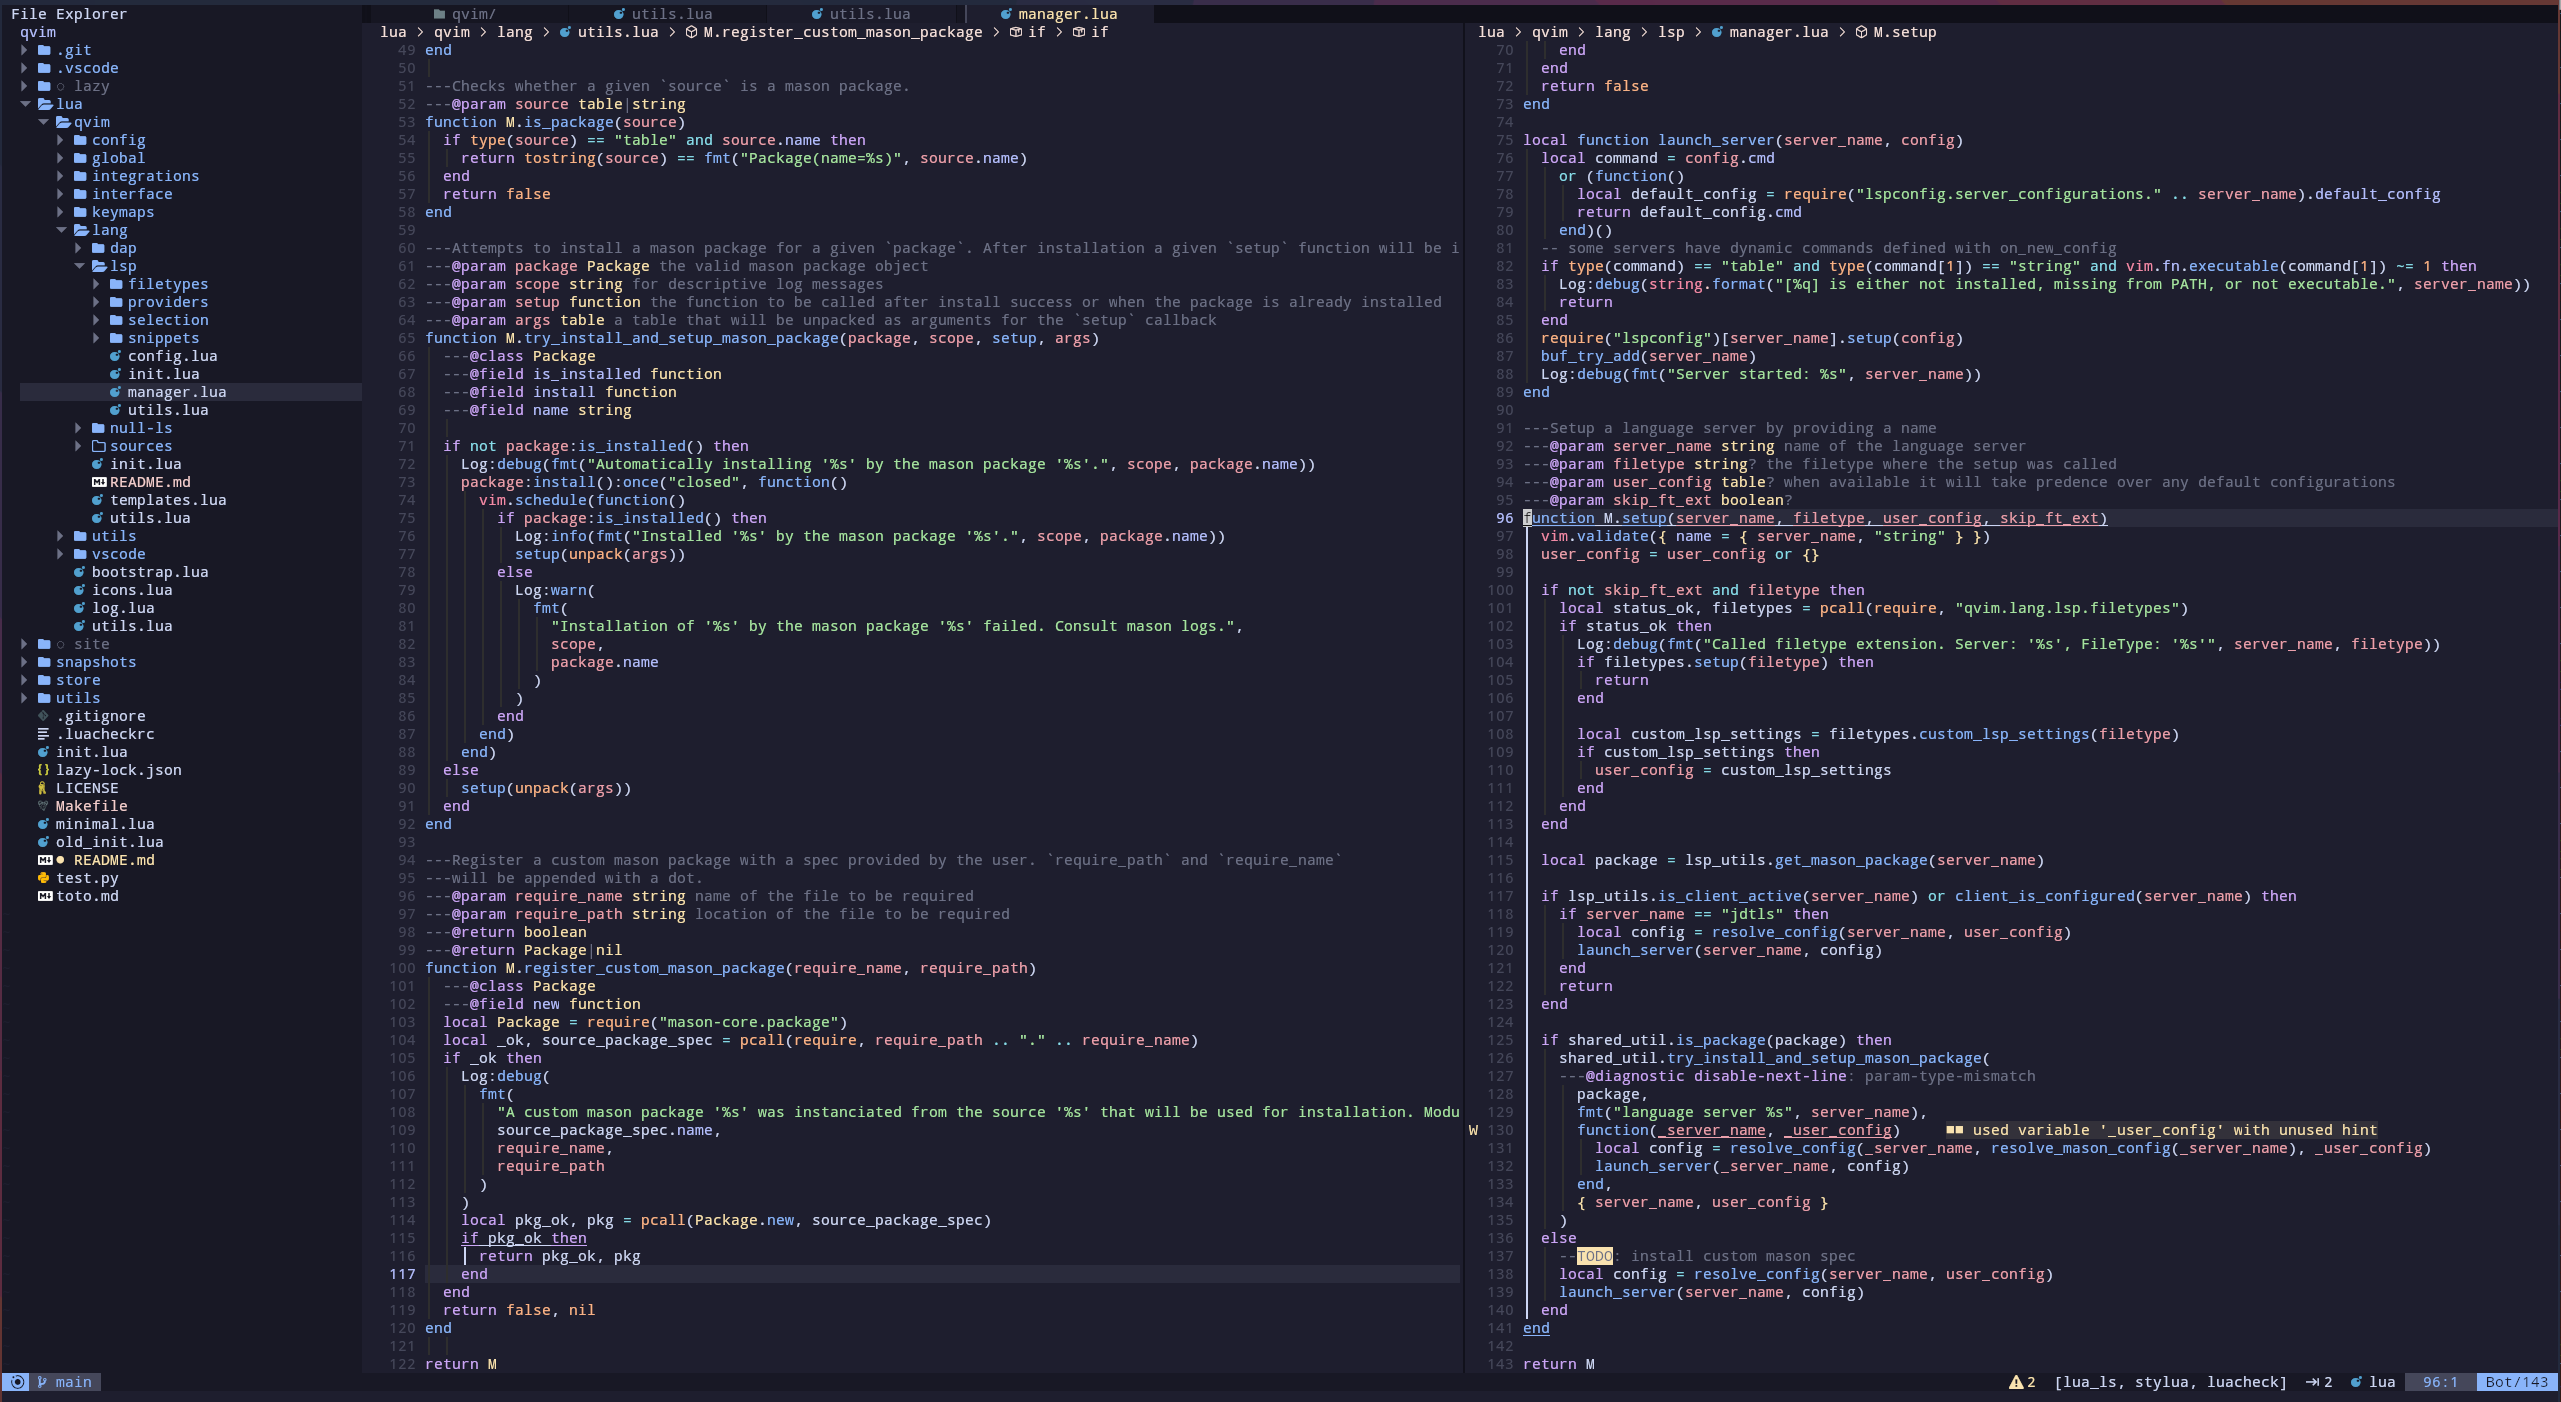 File Explorer
qvim
.git
.vscode
lazy
lua
qvim
config
global
integrations
interface
keymaps
lang
dap
lsp
filetypes
providers
selection
snippets
config.lua
init.lua
manager.lua
utils.lua
null-ls
sources
init.lua
README.md
templates.lua
utils.lua
utils
vscode
bootstrap.lua
icons.lua
log.lua
utils.lua
site
snapshots
store
utils
.gitignore
.luacheckrc
init.lua
lazy-lock.json
LICENSE
Makefile
minimal.lua
old_init.lua
README.md
test.py
toto.md
qvim/ utils.lua utils.lua manager.lua
lua > qvim > lang > utils.lua > M.register_custom_mason_package > if > if
49 end
50
51 ---Checks whether a given `source` is a mason package.
52 ---@param source table|string
53 function M.is_package(source)
54 if type(source) == "table" and source.name then
55 return tostring(source) == fmt("Package(name=%s)", source.name)
56 end
57 return false
58 end
59
60 ---Attempts to install a mason package for a given `package`. After installation a given `setup` function will be i
61 ---@param package Package the valid mason package object
62 ---@param scope string for descriptive log messages
63 ---@param setup function the function to be called after install success or when the package is already installed
64 ---@param args table a table that will be unpacked as arguments for the `setup` callback
65 function M.try_install_and_setup_mason_package(package, scope, setup, args)
66 ---@class Package
67 ---@field is_installed function
68 ---@field install function
69 ---@field name string
70
71 if not package:is_installed() then
72 Log:debug(fmt("Automatically installing '%s' by the mason package '%s'.", scope, package.name))
73 package:install():once("closed", function()
74 vim.schedule(function()
75 if package:is_installed() then
76 Log:info(fmt("Installed '%s' by the mason package '%s'.", scope, package.name))
77 setup(unpack(args))
78 else
79 Log:warn(
80 fmt(
81 "Installation of '%s' by the mason package '%s' failed. Consult mason logs.",
82 scope,
83 package.name
84 )
85 )
86 end
87 end)
88 end)
89 else
90 setup(unpack(args))
91 end
92 end
93
94 ---Register a custom mason package with a spec provided by the user. `require_path` and `require_name`
95 ---will be appended with a dot.
96 ---@param require_name string name of the file to be required
97 ---@param require_path string location of the file to be required
98 ---@return boolean
99 ---@return Package|nil
100 function M.register_custom_mason_package(require_name, require_path)
101 ---@class Package
102 ---@field new function
103 local Package = require("mason-core.package")
104 local _ok, source_package_spec = pcall(require, require_path .. "." .. require_name)
105 if _ok then
106 Log:debug(
107 fmt(
108 "A custom mason package '%s' was instanciated from the source '%s' that will be used for installation. Modu
109 source_package_spec.name,
110 require_name,
111 require_path
112 )
113 )
114 local pkg_ok, pkg = pcall(Package.new, source_package_spec)
115 if pkg_ok then
116 return pkg_ok, pkg
117 end
118 end
119 return false, nil
120 end
121
122 return M
lua > qvim > lang > lsp > manager.lua > M.setup
70 end
71 end
72 return false
73 end
74
75 local function launch_server(server_name, config)
76 local command = config.cmd
77 or (function()
78 local default_config = require("lspconfig.server_configurations." .. server_name).default_config
79 return default_config.cmd
80 end)()
81 -- some servers have dynamic commands defined with on_new_config
82 if type(command) == "table" and type(command[1]) == "string" and vim.fn.executable(command[1]) ~= 1 then
83 Log:debug(string.format("[%q] is either not installed, missing from PATH, or not executable.", server_name))
84 return
85 end
86 require("lspconfig")[server_name].setup(config)
87 buf_try_add(server_name)
88 Log:debug(fmt("Server started: %s", server_name))
89 end
90
91 ---Setup a language server by providing a name
92 ---@param server_name string name of the language server
93 ---@param filetype string? the filetype where the setup was called
94 ---@param user_config table? when available it will take predence over any default configurations
95 ---@param skip_ft_ext boolean?
96 function M.setup(server_name, filetype, user_config, skip_ft_ext)
97 vim.validate({ name = { server_name, "string" } })
98 user_config = user_config or {}
99
100 if not skip_ft_ext and filetype then
101 local status_ok, filetypes = pcall(require, "qvim.lang.lsp.filetypes")
102 if status_ok then
103 Log:debug(fmt("Called filetype extension. Server: '%s', FileType: '%s'", server_name, filetype))
104 if filetypes.setup(filetype) then
105 return
106 end
107
108 local custom_lsp_settings = filetypes.custom_lsp_settings(filetype)
109 if custom_lsp_settings then
110 user_config = custom_lsp_settings
111 end
112 end
113 end
114
115 local package = lsp_utils.get_mason_package(server_name)
116
117 if lsp_utils.is_client_active(server_name) or client_is_configured(server_name) then
118 if server_name == "jdtls" then
119 local config = resolve_config(server_name, user_config)
120 launch_server(server_name, config)
121 end
122 return
123 end
124
125 if shared_util.is_package(package) then
126 shared_util.try_install_and_setup_mason_package(
127 ---@diagnostic disable-next-line: param-type-mismatch
128 package,
129 fmt("language server %s", server_name),
W 130 function(_server_name, _user_config) ■■ used variable '_user_config' with unused hint
131 local config = resolve_config(_server_name, resolve_mason_config(_server_name), _user_config)
132 launch_server(_server_name, config)
133 end,
134 { server_name, user_config }
135 )
136 else
137 --TODO: install custom mason spec
138 local config = resolve_config(server_name, user_config)
139 launch_server(server_name, config)
140 end
141 end
142
143 return M
main
2 [lua_ls, stylua, luacheck] 2 lua 96:1 Bot/143